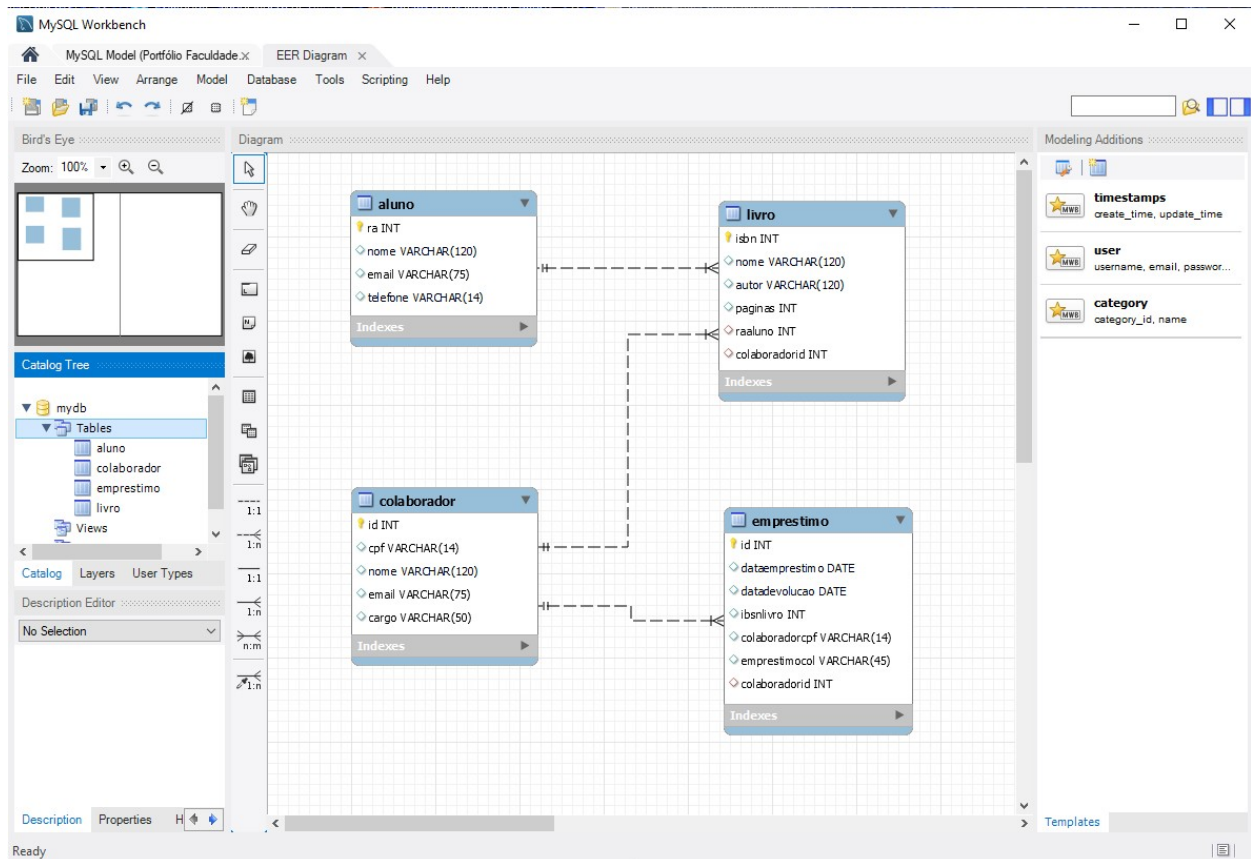 MySQL Workbench
MySQL Model (Portfólio Faculdade x
EER Diagram x
File Edit View Arrange Model Database Tools Scripting Help
Bird's Eye
Zoom: 100%
Catalog Tree
mydb
Tables
aluno
colaborador
emprestimo
livro
Views
Catalog Layers User Types
Description Editor
No Selection
Description Properties H
Ready
Diagram
1:1
1:n
1:1
1:n
n:m
1:n
aluno
ra INT
nome VARCHAR(120)
email VARCHAR(75)
telefone VARCHAR(14)
Indexes
livro
isbn INT
nome VARCHAR(120)
autor VARCHAR(120)
paginas INT
raaluno INT
colaboradorid INT
Indexes
colaborador
id INT
cpf VARCHAR(14)
nome VARCHAR(120)
email VARCHAR(75)
cargo VARCHAR(50)
Indexes
emprestimo
id INT
dataemprestimo DATE
datadevolucao DATE
ibsnlivro INT
colaboradorcpf VARCHAR(14)
emprestimocol VARCHAR(45)
colaboradorid INT
Indexes
Modeling Additions
MWB
timestamps
create_time, update_time
MWB
user
username, email, passwor...
MWB
category
category_id, name
Templates